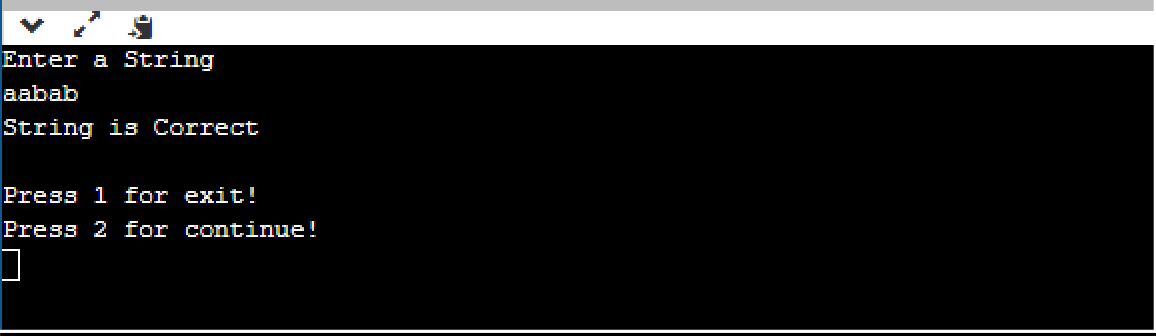 Enter a String
aabab
String is Correct
Press 1 for exit!
Press 2 for continue!